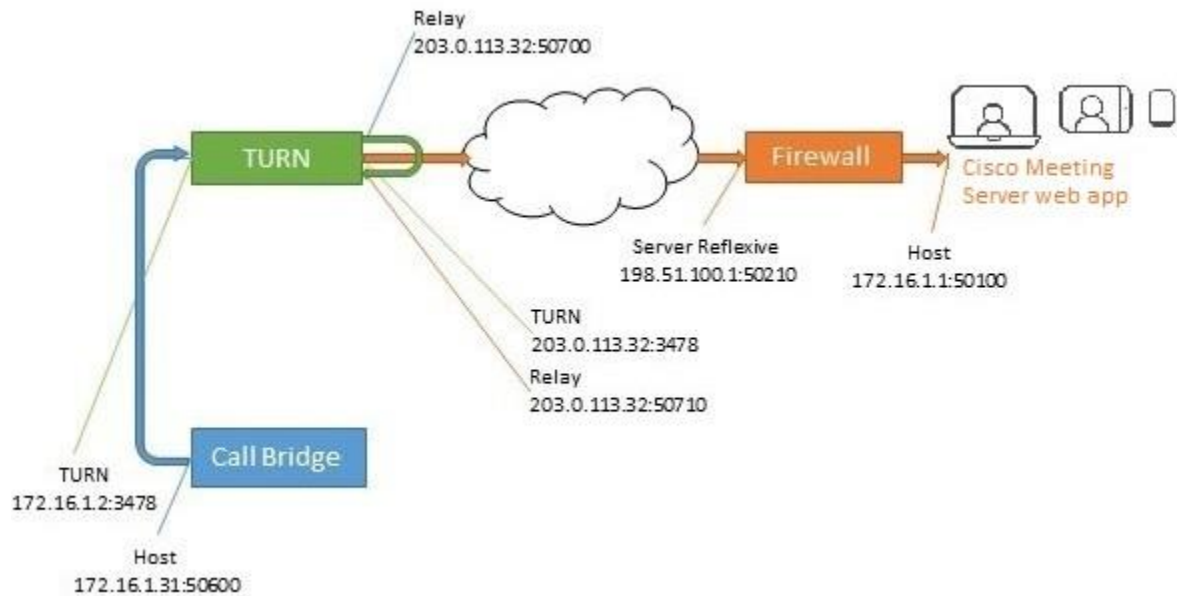 Relay
203.0.113.32:50700
TURN
Firewall
Cisco Meeting
Server web app
Server Reflexive
198.51.100.1:50210
Host
172.16.1.1:50100
TURN
203.0.113.32:3478
Relay
203.0.113.32:50710
Call Bridge
TURN
172.16.1.2:3478
Host
172.16.1.31:50600